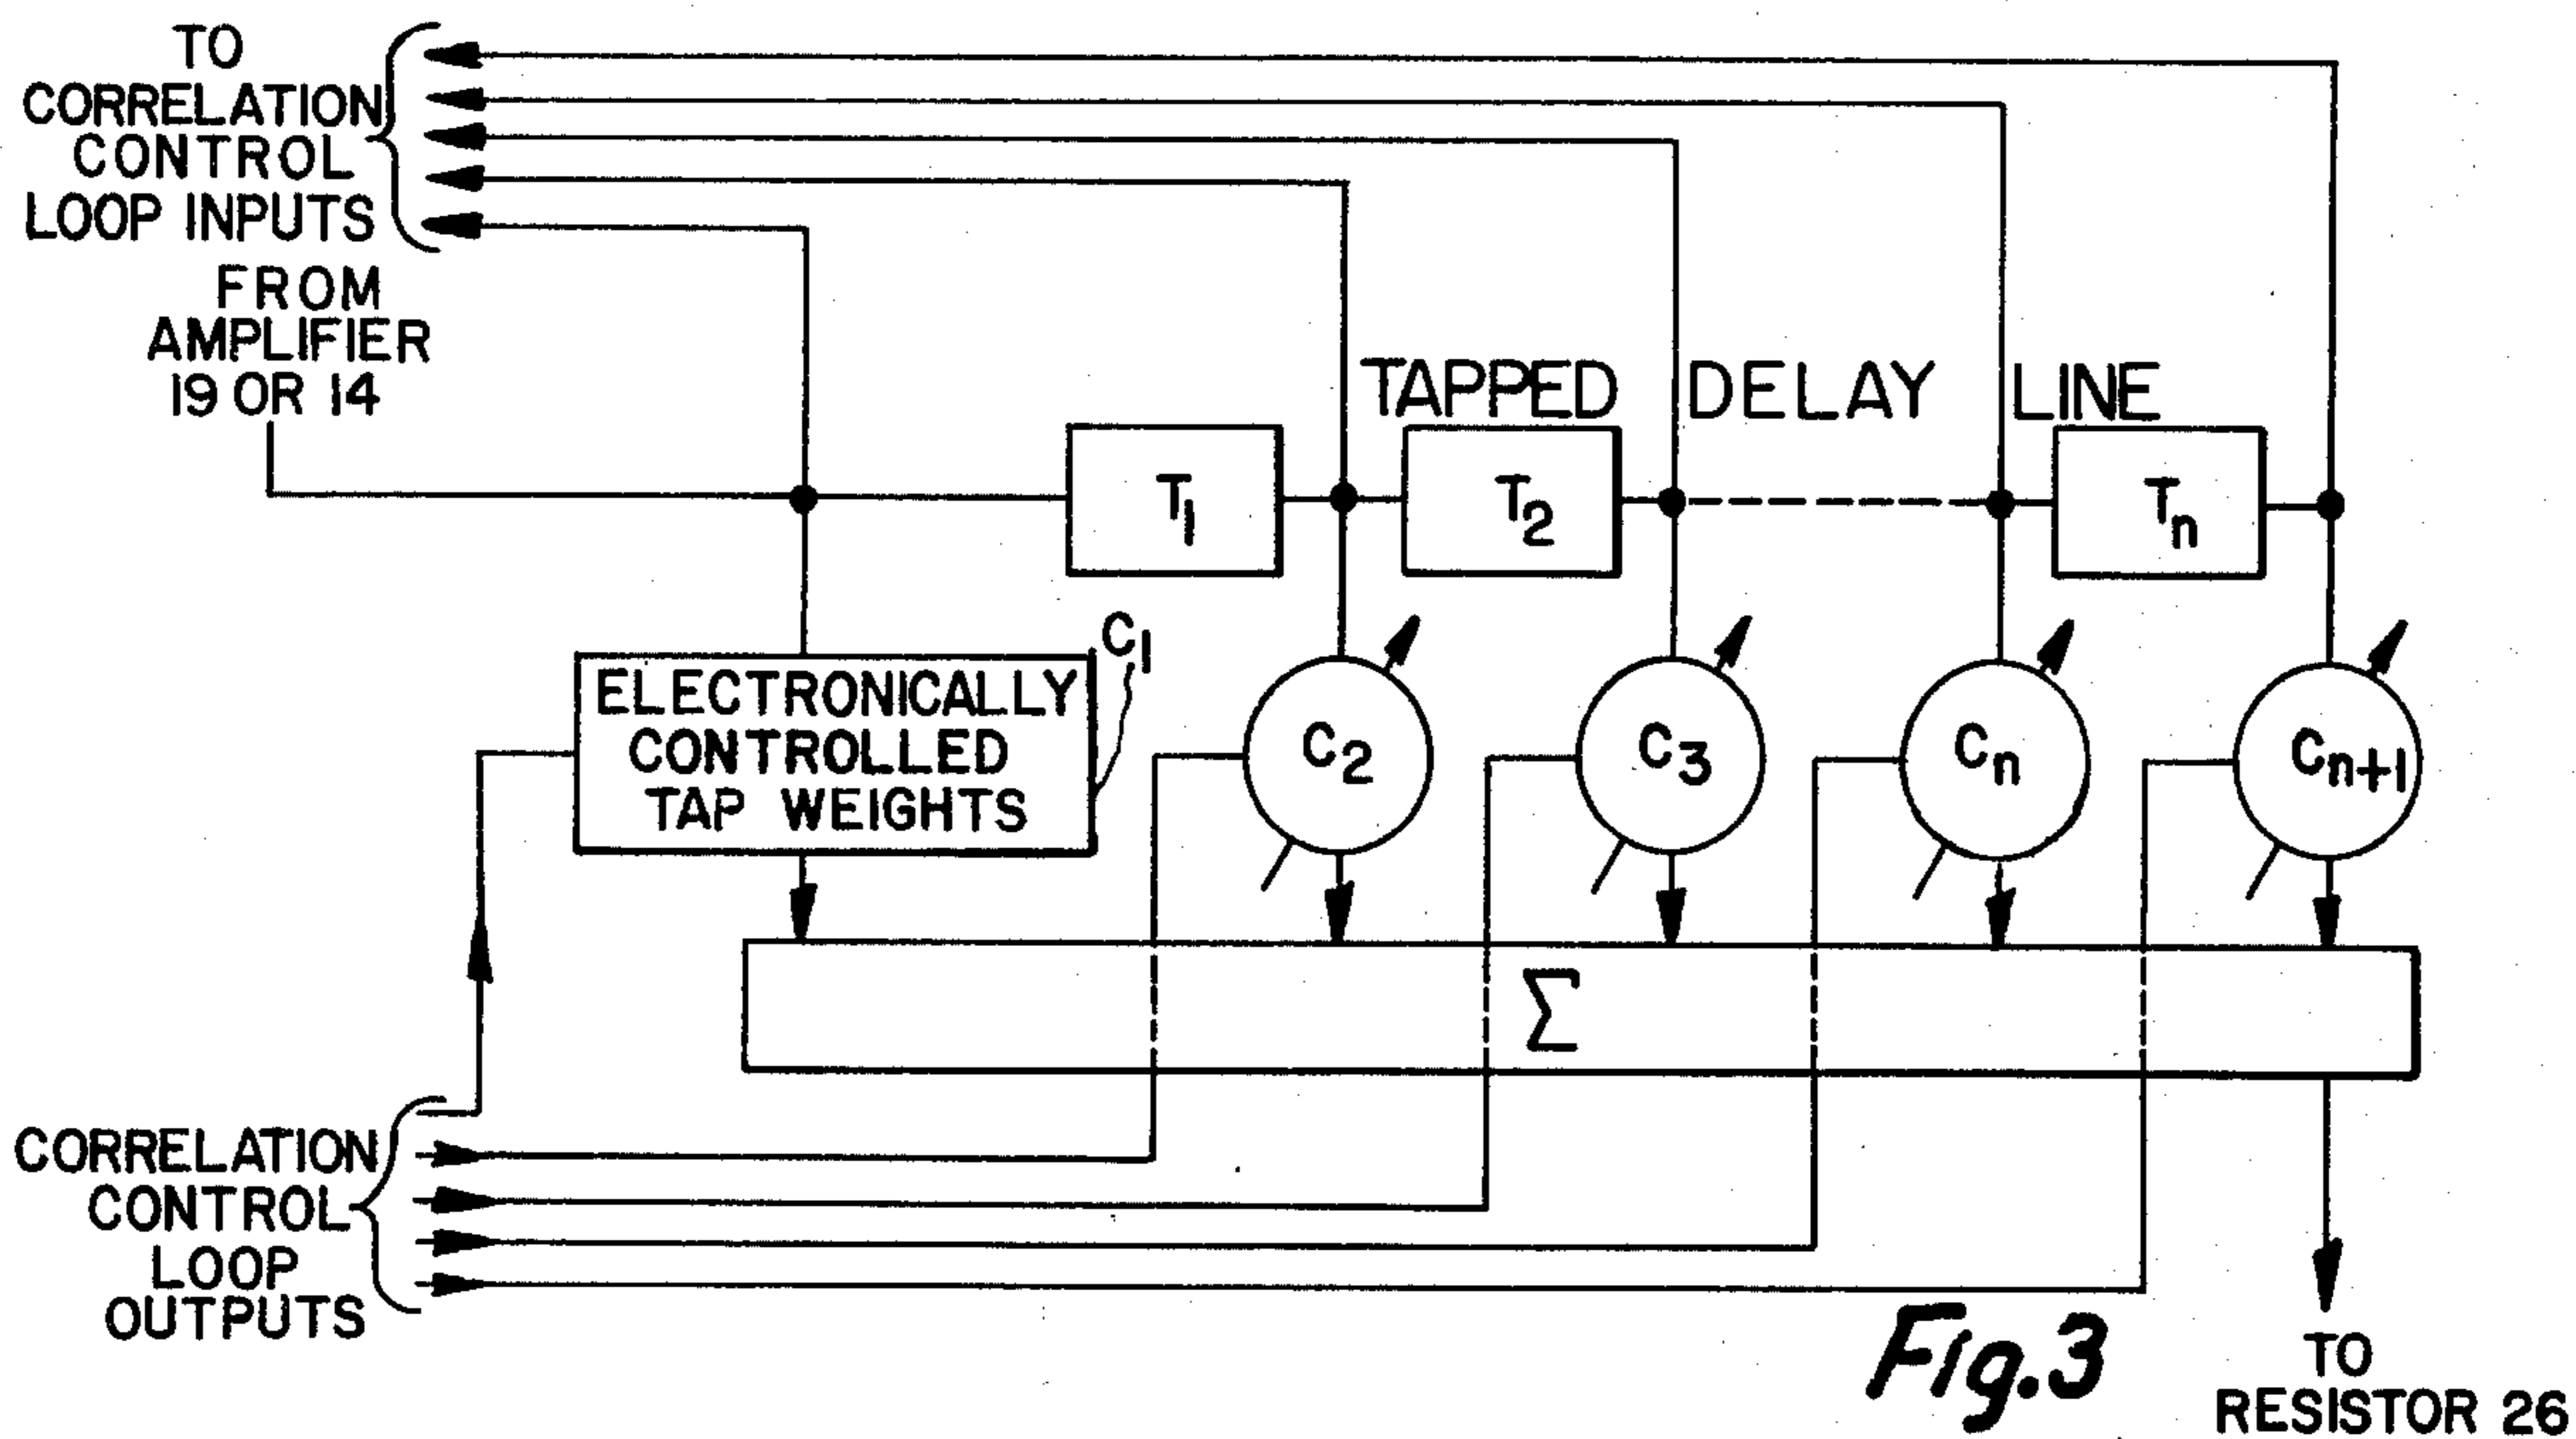 TO
CORRELATION
CONTROL
LOOP INPUTS
FROM
AMPLIFIER
19 OR 14
TAPPED DELAY LINE
T1
T2
Tn
C1
ELECTRONICALLY
CONTROLLED
TAP WEIGHTS
C2
C3
Cn
Cn+1
Σ
CORRELATION
CONTROL
LOOP
OUTPUTS
Fig.3
TO
RESISTOR 26